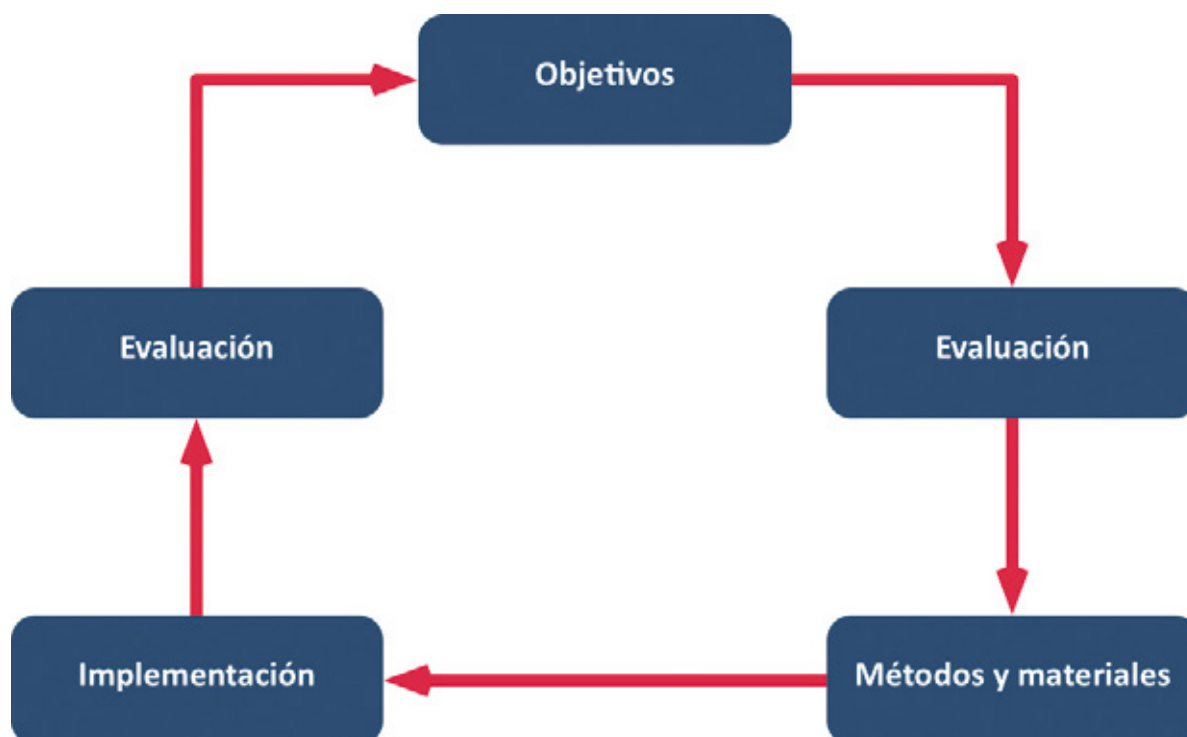 Objetivos
Evaluación
Evaluación
Implementación
Métodos y materiales